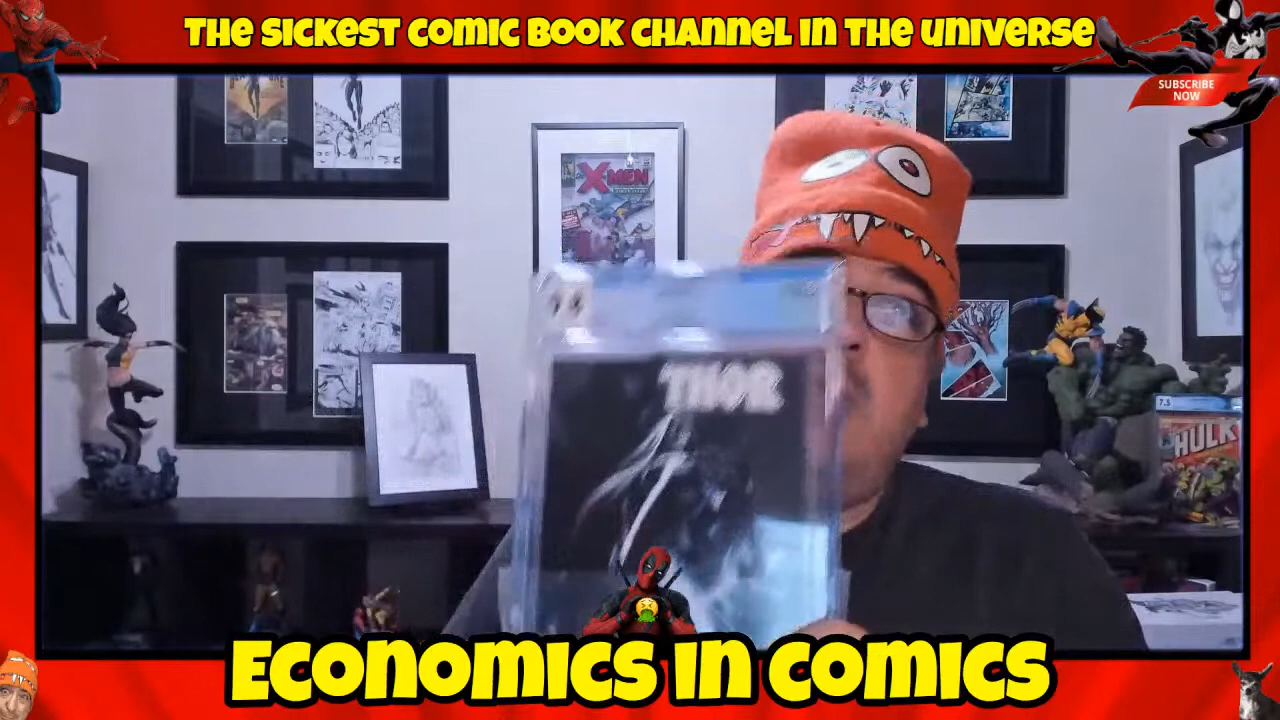 THE SICKEST COMIC BOOK CHANNEL IN THE UNIVERSE
SUBSCRIBE
NOW
X-MEN
THOR
7.5
HULK
ECONOMICS IN COMICS